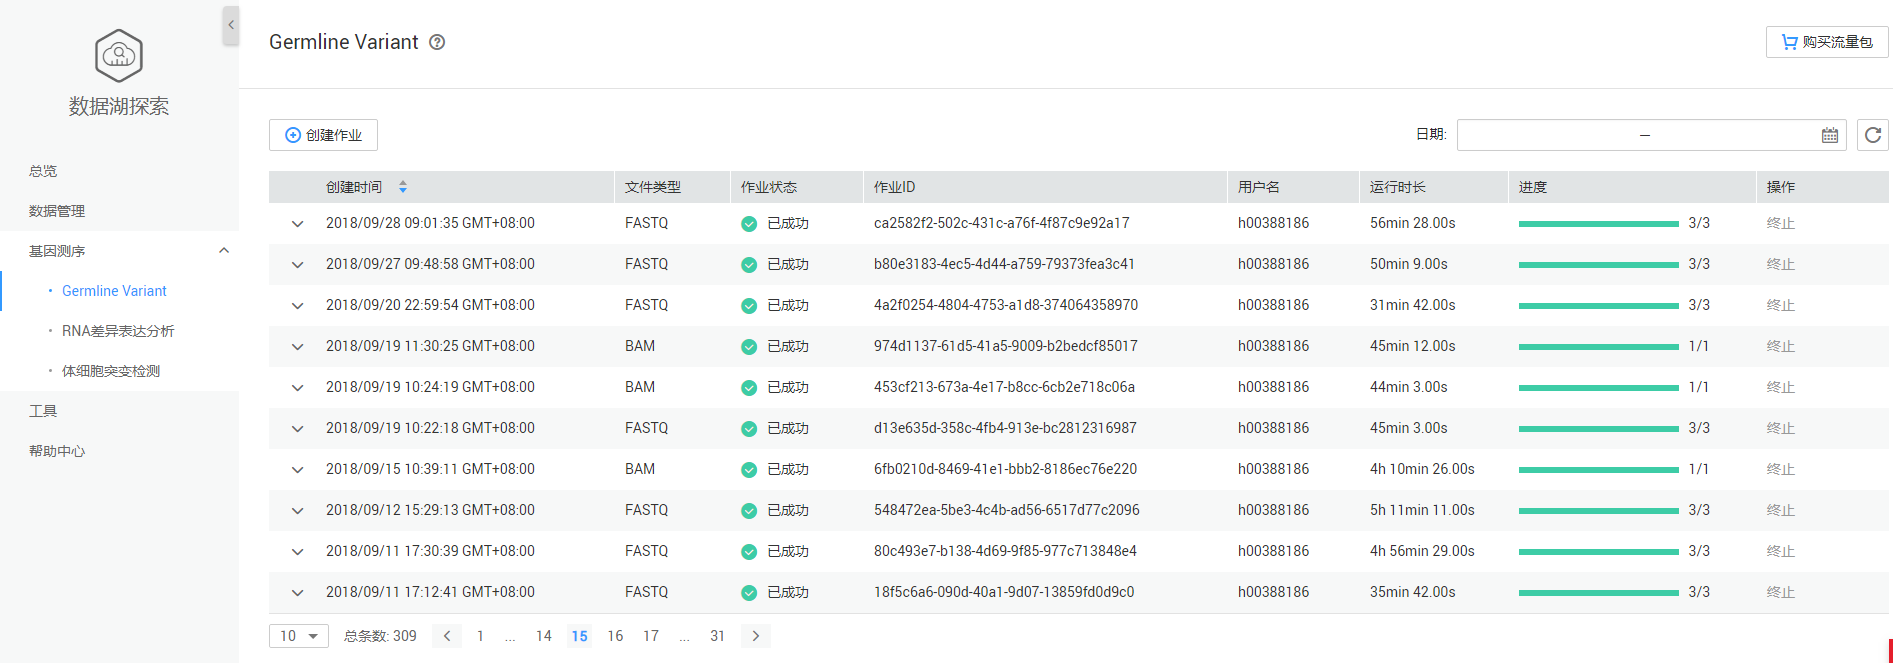 数据湖探索
总览
数据管理
基因测序
· Germline Variant
· RNA差异表达分析
· 体细胞突变检测
工具
帮助中心
Germline Variant
购买流量包
创建作业
日期: –
创建时间 文件类型 作业状态 作业ID 用户名 运行时长 进度 操作
2018/09/28 09:01:35 GMT+08:00 FASTQ 已成功 ca2582f2-502c-431c-a76f-4f87c9e92a17 h00388186 56min 28.00s 3/3 终止
2018/09/27 09:48:58 GMT+08:00 FASTQ 已成功 b80e3183-4ec5-4d44-a759-79373fea3c41 h00388186 50min 9.00s 3/3 终止
2018/09/20 22:59:54 GMT+08:00 FASTQ 已成功 4a2f0254-4804-4753-a1d8-374064358970 h00388186 31min 42.00s 3/3 终止
2018/09/19 11:30:25 GMT+08:00 BAM 已成功 974d1137-61d5-41a5-9009-b2bedcf85017 h00388186 45min 12.00s 1/1 终止
2018/09/19 10:24:19 GMT+08:00 BAM 已成功 453cf213-673a-4e17-b8cc-6cb2e718c06a h00388186 44min 3.00s 1/1 终止
2018/09/19 10:22:18 GMT+08:00 FASTQ 已成功 d13e635d-358c-4fb4-913e-bc2812316987 h00388186 45min 3.00s 3/3 终止
2018/09/15 10:39:11 GMT+08:00 BAM 已成功 6fb0210d-8469-41e1-bbb2-8186ec76e220 h00388186 4h 10min 26.00s 1/1 终止
2018/09/12 15:29:13 GMT+08:00 FASTQ 已成功 548472ea-5be3-4c4b-ad56-6517d77c2096 h00388186 5h 11min 11.00s 3/3 终止
2018/09/11 17:30:39 GMT+08:00 FASTQ 已成功 80c493e7-b138-4d69-9f85-977c713848e4 h00388186 4h 56min 29.00s 3/3 终止
2018/09/11 17:12:41 GMT+08:00 FASTQ 已成功 18f5c6a6-090d-40a1-9d07-13859fd0d9c0 h00388186 35min 42.00s 3/3 终止
10 总条数: 309 < 1 ... 14 15 16 17 ... 31 >